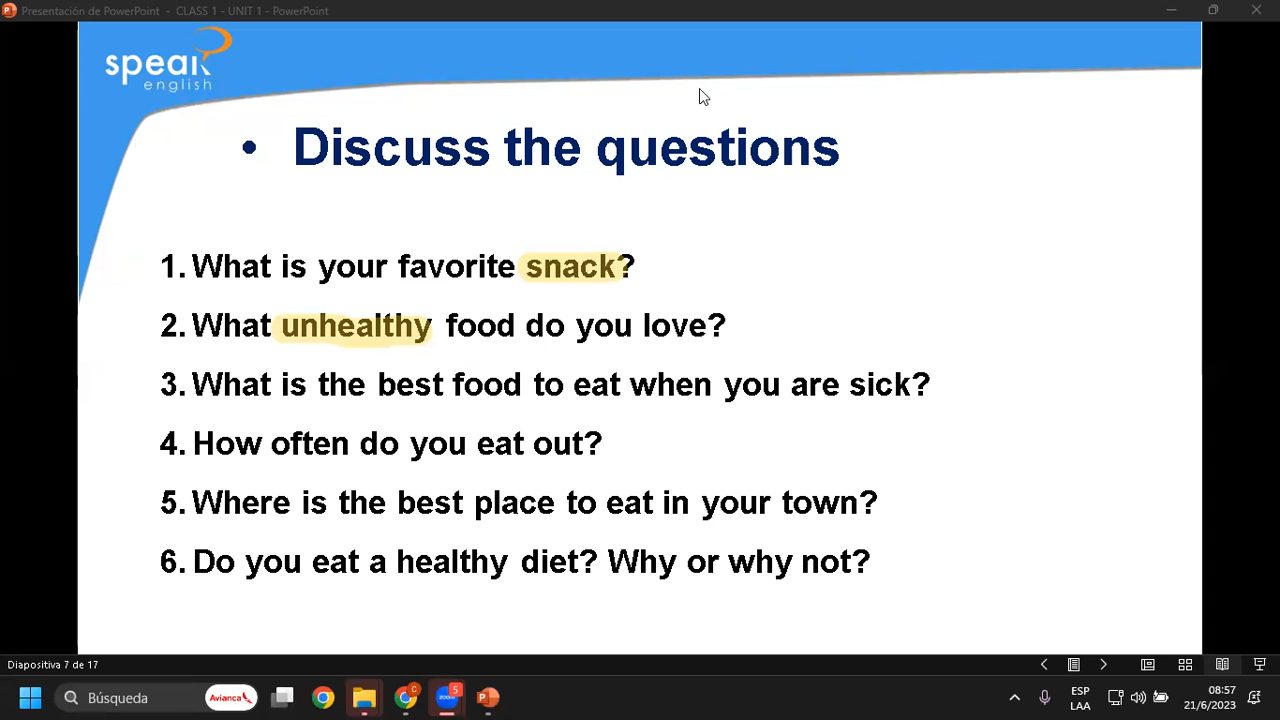 Presentación de PowerPoint - CLASS 1 - UNIT 1 - PowerPoint
speak
english
• Discuss the questions
1. What is your favorite snack?
2. What unhealthy food do you love?
3. What is the best food to eat when you are sick?
4. How often do you eat out?
5. Where is the best place to eat in your town?
6. Do you eat a healthy diet? Why or why not?
Diapositiva 7 de 17
Búsqueda
Avianca
C
zoom
5
ESP
LAA
08:57
21/6/2023